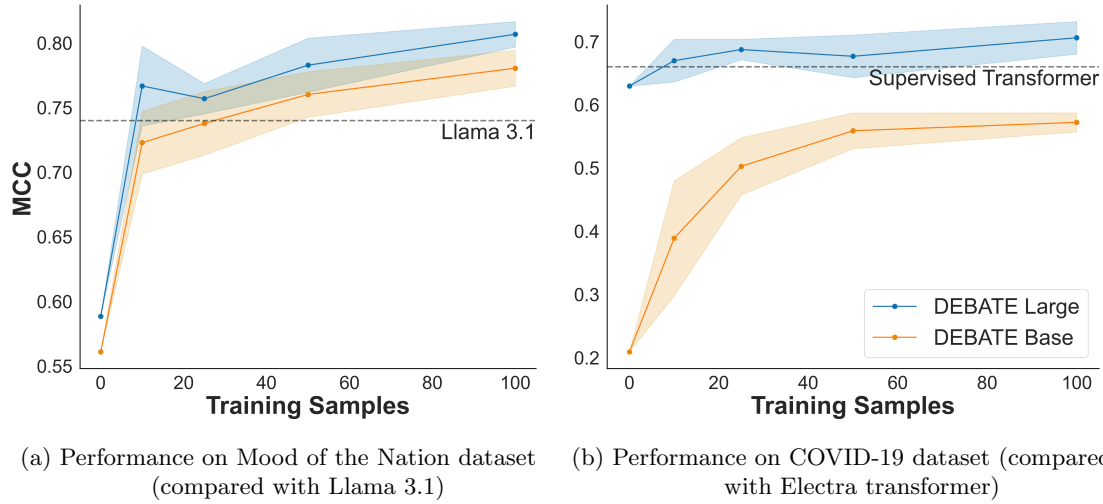 0.80
0.75
0.70
0.65
0.60
0.55
MCC
Llama 3.1
0 20 40 60 80 100
Training Samples
0.7
0.6
0.5
0.4
0.3
0.2
Supervised Transformer
DEBATE Large
DEBATE Base
0 20 40 60 80 100
Training Samples
(a) Performance on Mood of the Nation dataset
(compared with Llama 3.1)
(b) Performance on COVID-19 dataset (compared
with Electra transformer)